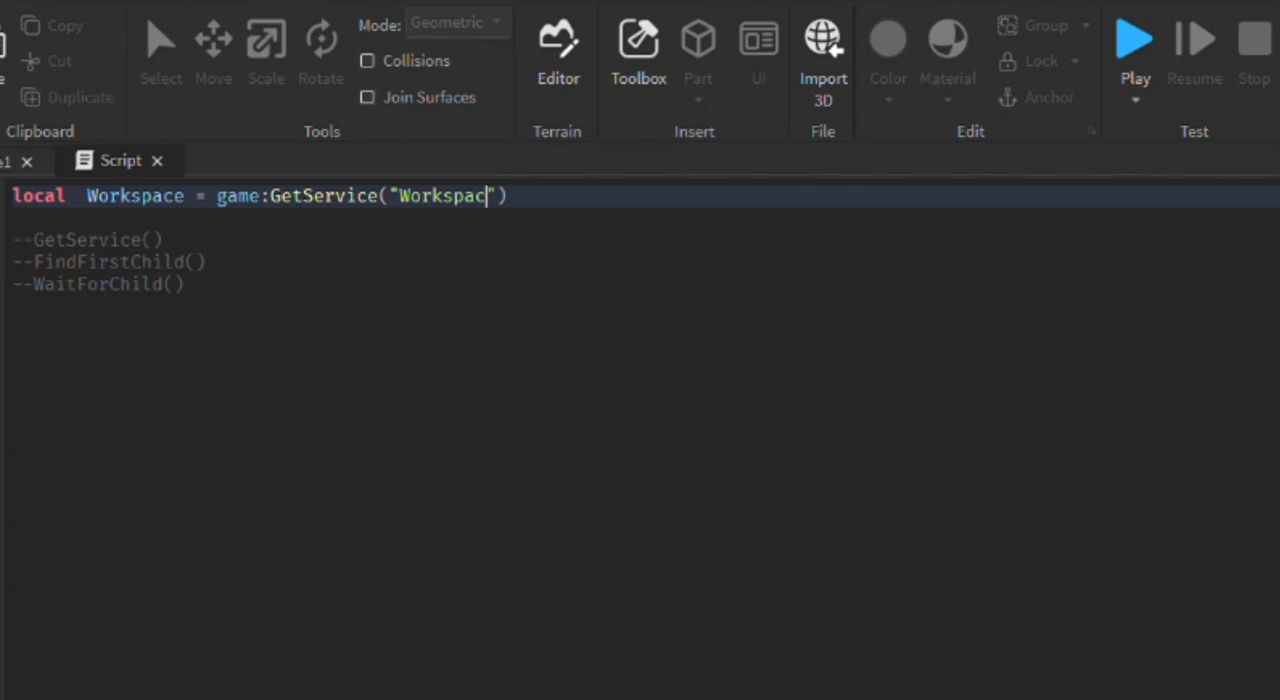 Copy
Cut
Duplicate
Clipboard
Select Move Scale Rotate
Mode: Geometric
Collisions
Join Surfaces
Tools
Editor
Terrain
Toolbox Part UI
Insert
Import
3D
File
Color Material
Group
Lock
Anchor
Edit
Play Resume Stop
Test
e1 × Script ×
local Workspace = game:GetService("Workspac")
--GetService()
--FindFirstChild()
--WaitForChild()